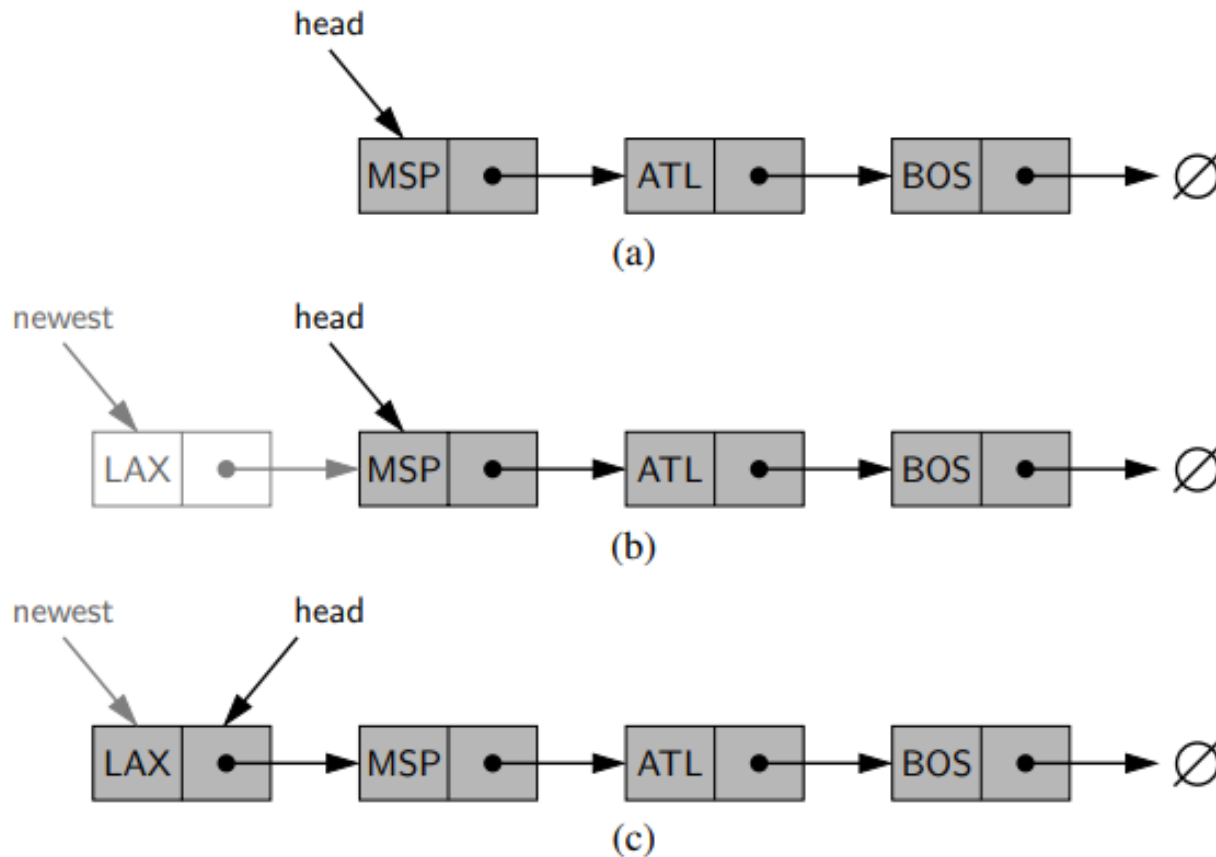 head
MSP ATL BOS ∅
(a)
newest head
LAX MSP ATL BOS ∅
(b)
newest head
LAX MSP ATL BOS ∅
(c)